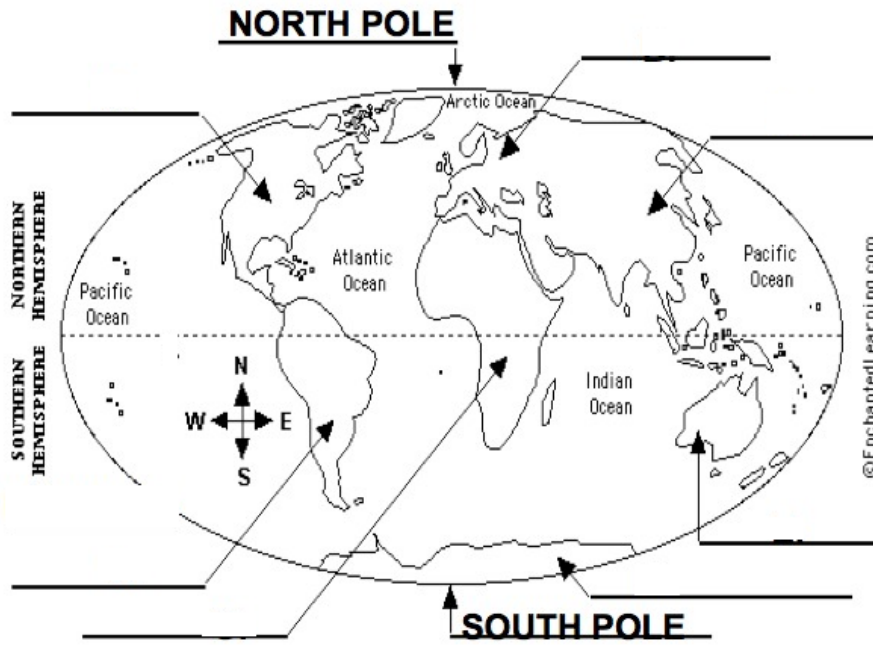 NORTH POLE
Arctic Ocean
NORTHERN
HEMISPHERE
Atlantic
Ocean
Pacific
Ocean
Pacific
Ocean
SOUTHERN
HEMISPHERE
N
W E
S
Indian
Ocean
©EnchantedLearning.com
SOUTH POLE